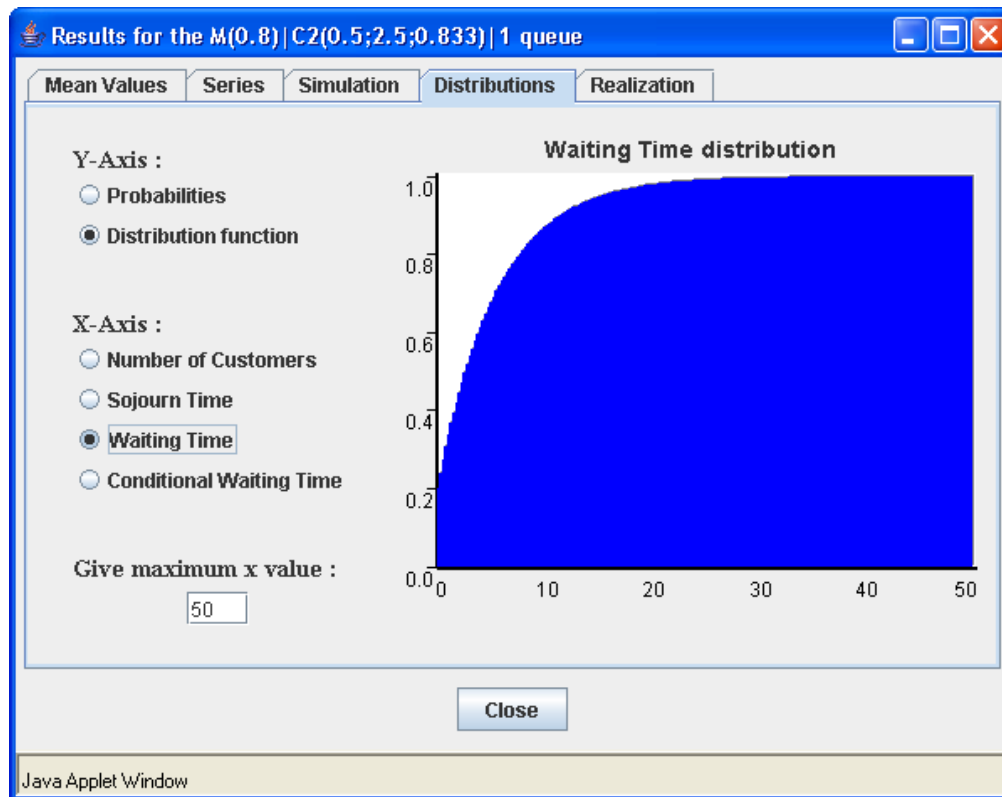 Results for the M(0.8)|C2(0.5;2.5;0.833)|1 queue
Mean Values Series Simulation Distributions Realization
Y-Axis :
Probabilities
Distribution function
X-Axis :
Number of Customers
Sojourn Time
Waiting Time
Conditional Waiting Time
Give maximum x value :
50
Waiting Time distribution
1.0
0.8
0.6
0.4
0.2
0.0
0 10 20 30 40 50
Close
Java Applet Window